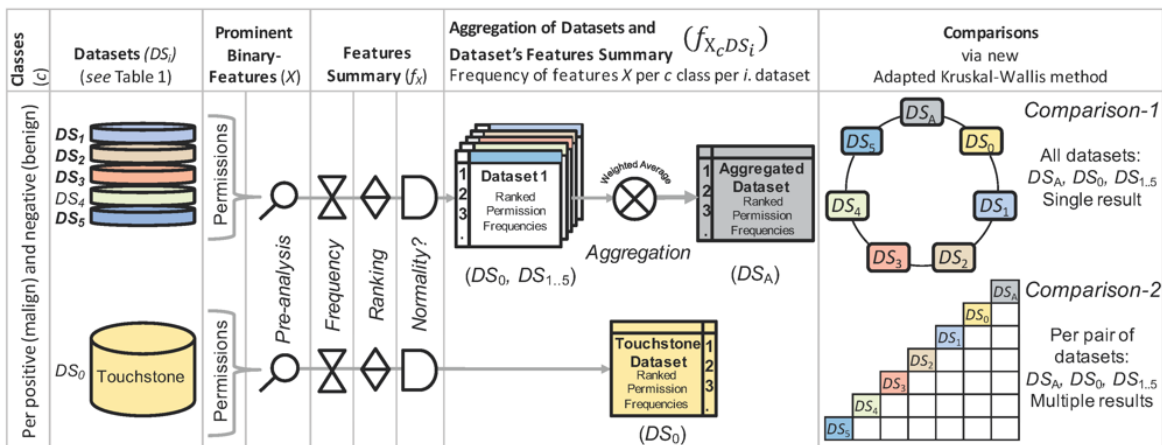 Classes
(c)
Datasets (DSi)
(see Table 1)
Prominent
Binary-
Features (X)
Features
Summary (fX)
Aggregation of Datasets and
Dataset's Features Summary (fXcDSi)
Frequency of features X per c class per i. dataset
Comparisons
via new
Adapted Kruskal-Wallis method
Per positive (malign) and negative (benign)
DS1
DS2
DS3
DS4
DS5
Permissions
Pre-analysis
Frequency
Ranking
Normality?
1
2
3
.
Dataset 1
Ranked
Permission
Frequencies
(DS0, DS1..5)
Weighted Average
Aggregation
1
2
3
.
Aggregated
Dataset
Ranked
Permission
Frequencies
(DSA)
DS0
Touchstone
Permissions
Touchstone
Dataset
Ranked
Permission
Frequencies
1
2
3
.
(DS0)
Comparison-1
All datasets:
DSA, DS0, DS1..5
Single result
DSA
DS0
DS1
DS2
DS3
DS4
DS5
Comparison-2
Per pair of
datasets:
DSA, DS0, DS1..5
Multiple results
DSA
DS0
DS1
DS2
DS3
DS4
DS5